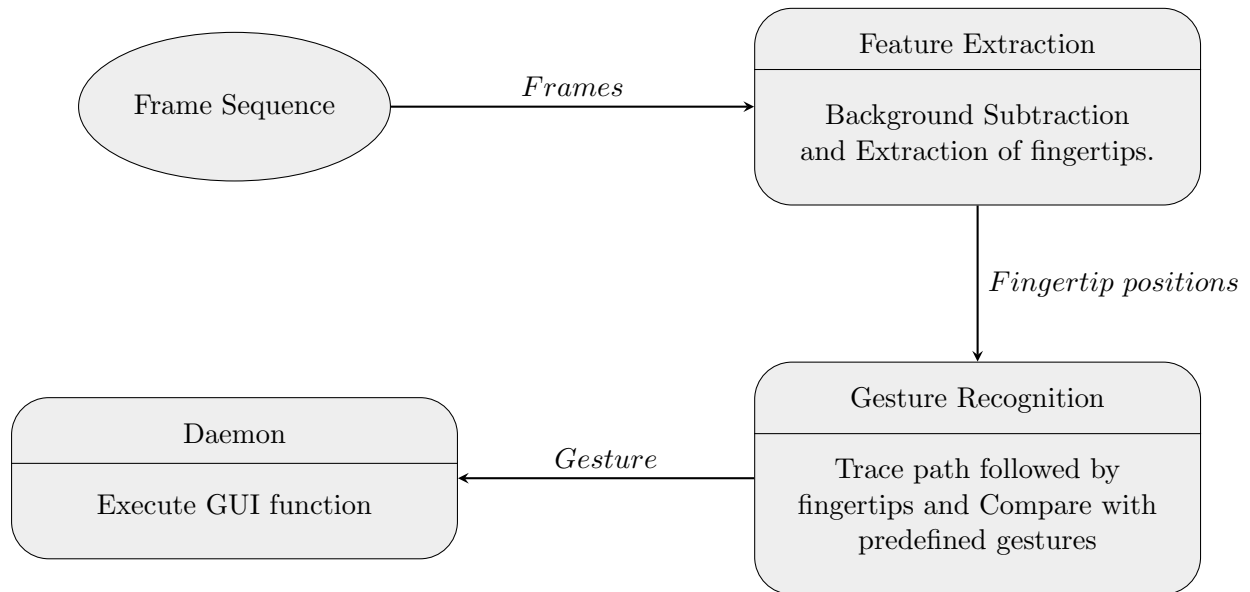 Frame Sequence
Frames
Feature Extraction
Background Subtraction
and Extraction of fingertips.
Fingertip positions
Gesture Recognition
Trace path followed by
fingertips and Compare with
predefined gestures
Gesture
Daemon
Execute GUI function